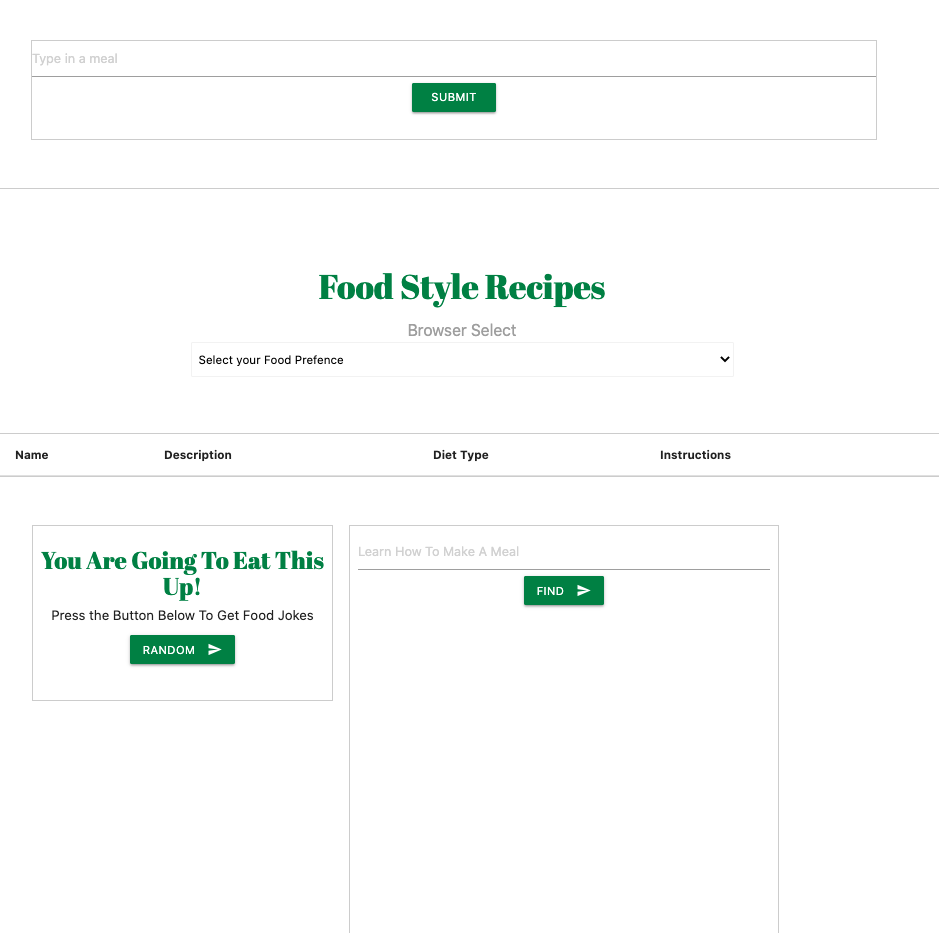 Type in a meal
SUBMIT
Food Style Recipes
Browser Select
Select your Food Prefence
Name Description Diet Type Instructions
You Are Going To Eat This
Up!
Press the Button Below To Get Food Jokes
RANDOM
Learn How To Make A Meal
FIND